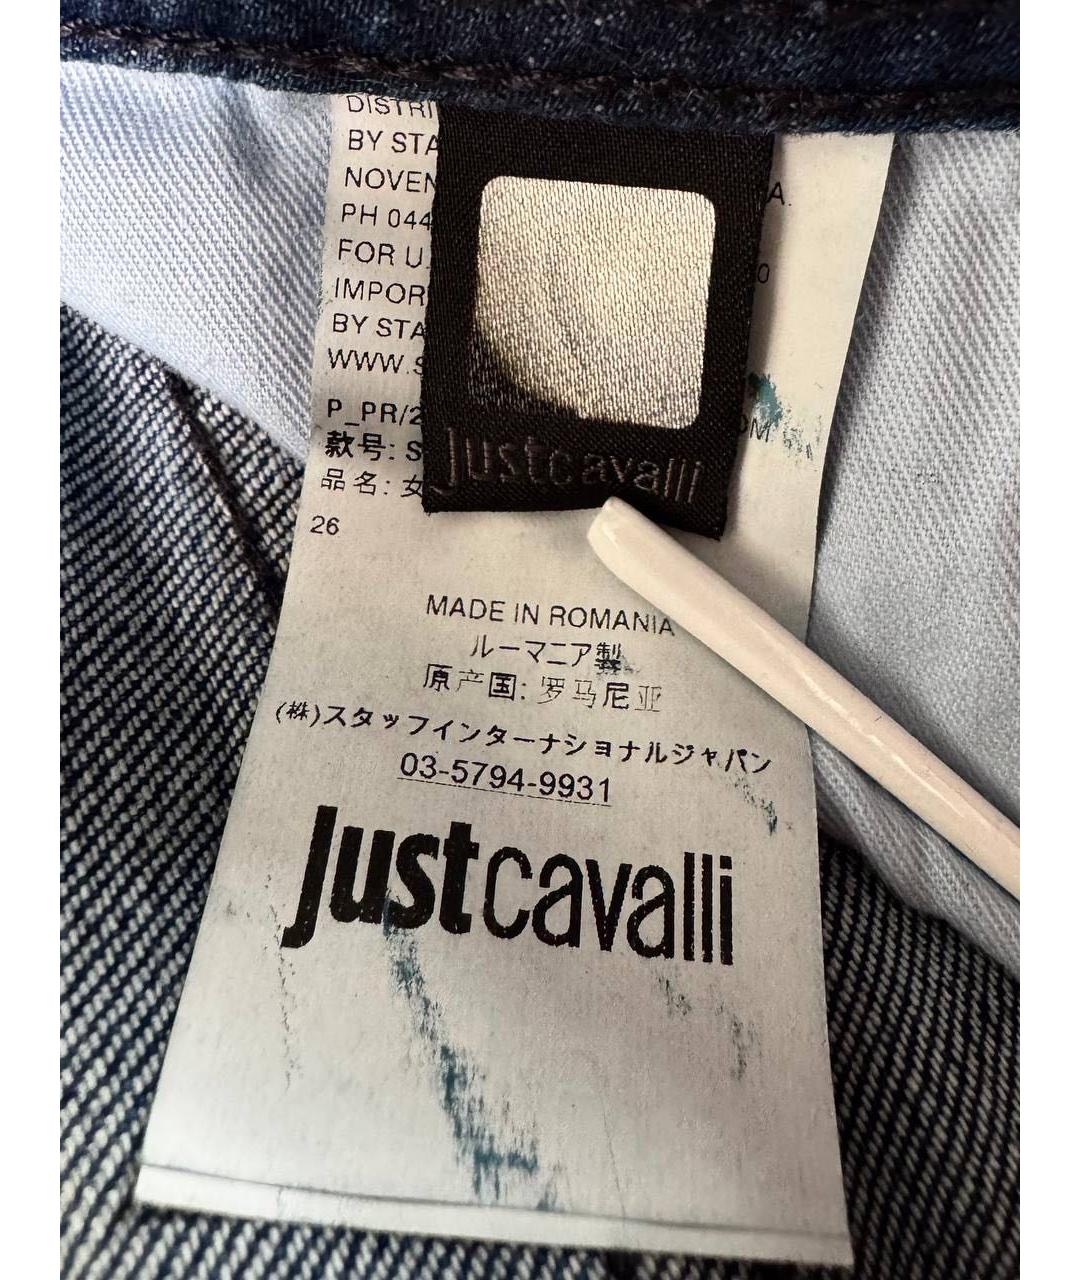 DISTRI
BY STA
NOVEN A.
PH 044
FOR U. 0
IMPOR
BY STA
WWW.S OM
P_PR/2
款号: S
品名: 女
justcavalli
26
MADE IN ROMANIA
ルーマニア製
原产国: 罗马尼亚
(株)スタッフインターナショナルジャパン
03-5794-9931
justcavalli